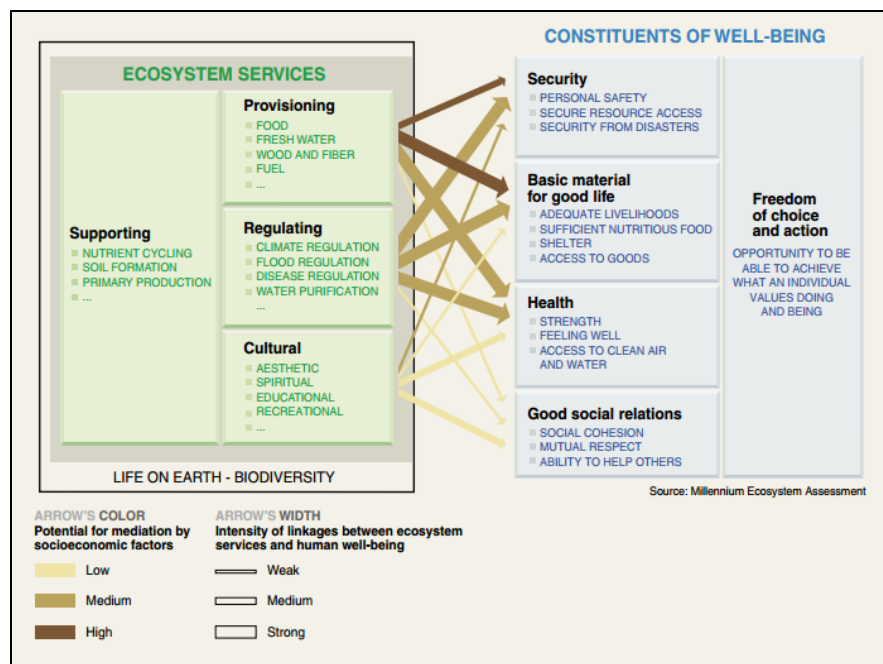 CONSTITUENTS OF WELL-BEING
ECOSYSTEM SERVICES
Supporting
NUTRIENT CYCLING
SOIL FORMATION
PRIMARY PRODUCTION
...
Provisioning
FOOD
FRESH WATER
WOOD AND FIBER
FUEL
...
Regulating
CLIMATE REGULATION
FLOOD REGULATION
DISEASE REGULATION
WATER PURIFICATION
...
Cultural
AESTHETIC
SPIRITUAL
EDUCATIONAL
RECREATIONAL
...
LIFE ON EARTH - BIODIVERSITY
Security
PERSONAL SAFETY
SECURE RESOURCE ACCESS
SECURITY FROM DISASTERS
Basic material
for good life
ADEQUATE LIVELIHOODS
SUFFICIENT NUTRITIOUS FOOD
SHELTER
ACCESS TO GOODS
Health
STRENGTH
FEELING WELL
ACCESS TO CLEAN AIR
AND WATER
Good social relations
SOCIAL COHESION
MUTUAL RESPECT
ABILITY TO HELP OTHERS
Freedom
of choice
and action
OPPORTUNITY TO BE
ABLE TO ACHIEVE
WHAT AN INDIVIDUAL
VALUES DOING
AND BEING
Source: Millennium Ecosystem Assessment
ARROW'S COLOR
Potential for mediation by
socioeconomic factors
Low
Medium
High
ARROW'S WIDTH
Intensity of linkages between ecosystem
services and human well-being
Weak
Medium
Strong